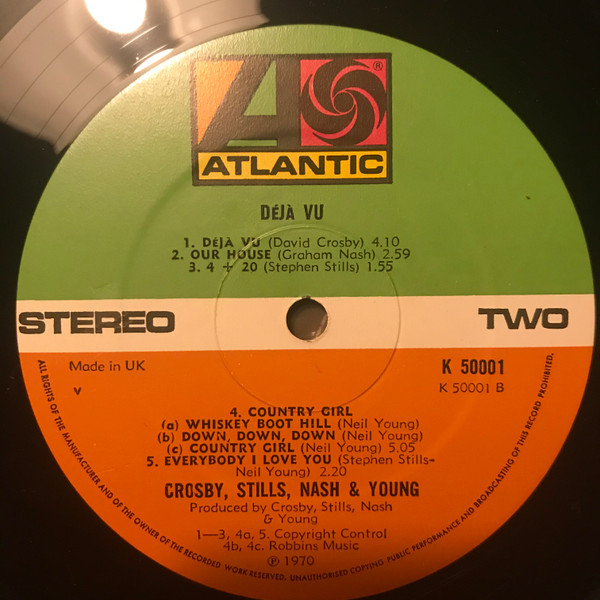 ATLANTIC
®
DÉJÀ VU
1. DÉJÀ VU (David Crosby) 4.10
2. OUR HOUSE (Graham Nash) 2.59
3. 4 + 20 (Stephen Stills) 1.55
STEREO TWO
Made in UK K 50001
V K 50001 B
4. COUNTRY GIRL
(a) WHISKEY BOOT HILL (Neil Young)
(b) DOWN, DOWN, DOWN (Neil Young)
(c) COUNTRY GIRL (Neil Young) 5.05
5. EVERYBODY I LOVE YOU (Stephen Stills–
Neil Young) 2.20
CROSBY, STILLS, NASH & YOUNG
Produced by Crosby, Stills, Nash
& Young
1—3, 4a, 5. Copyright Control
4b, 4c. Robbins Music
℗ 1970
ALL RIGHTS OF THE MANUFACTURER AND OF THE OWNER OF THE RECORDED WORK RESERVED. UNAUTHORISED COPYING PUBLIC PERFORMANCE AND BROADCASTING OF THIS RECORD PROHIBITED.